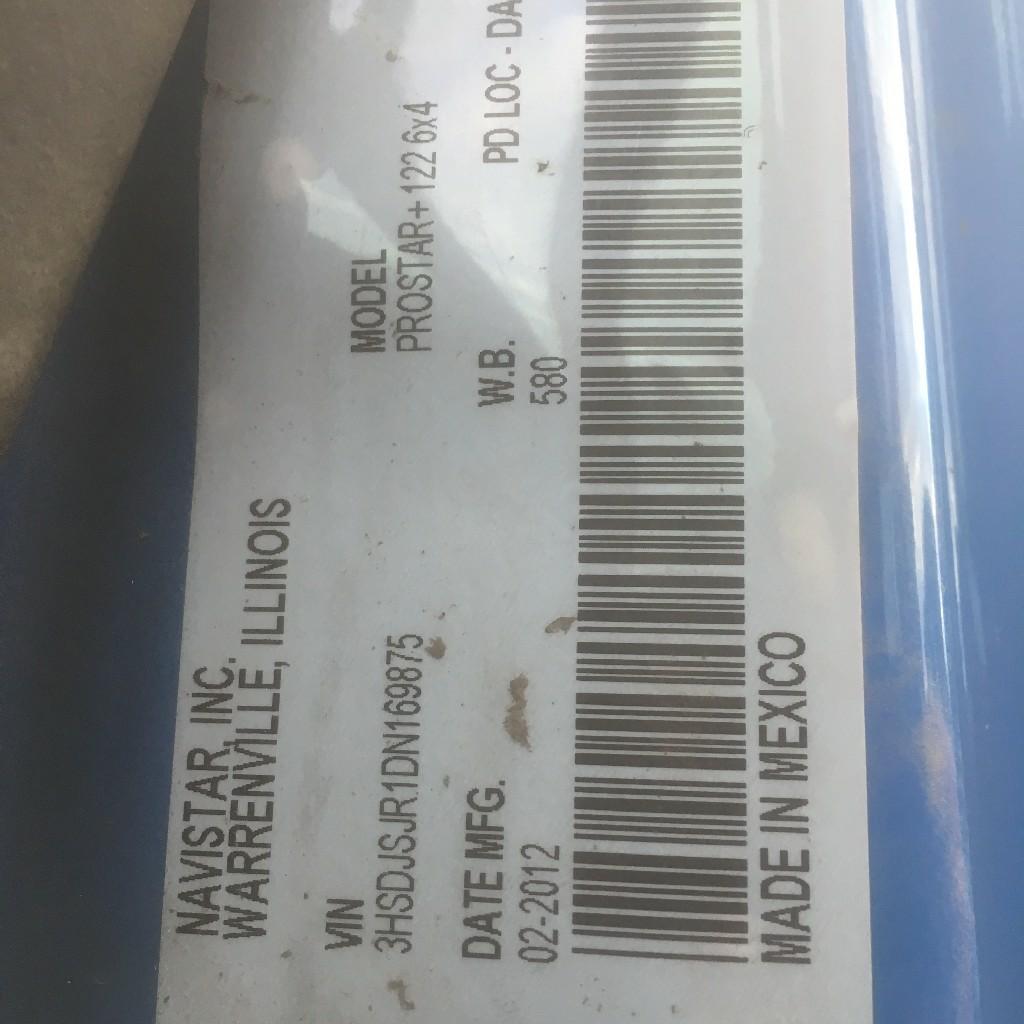 NAVISTAR, INC.
WARRENVILLE, ILLINOIS
VIN
3HSDJSJR1DN169875
MODEL
PROSTAR+ 122 6x4
DATE MFG.
02-2012
W.B.
580
PD LOC - DA
MADE IN MEXICO